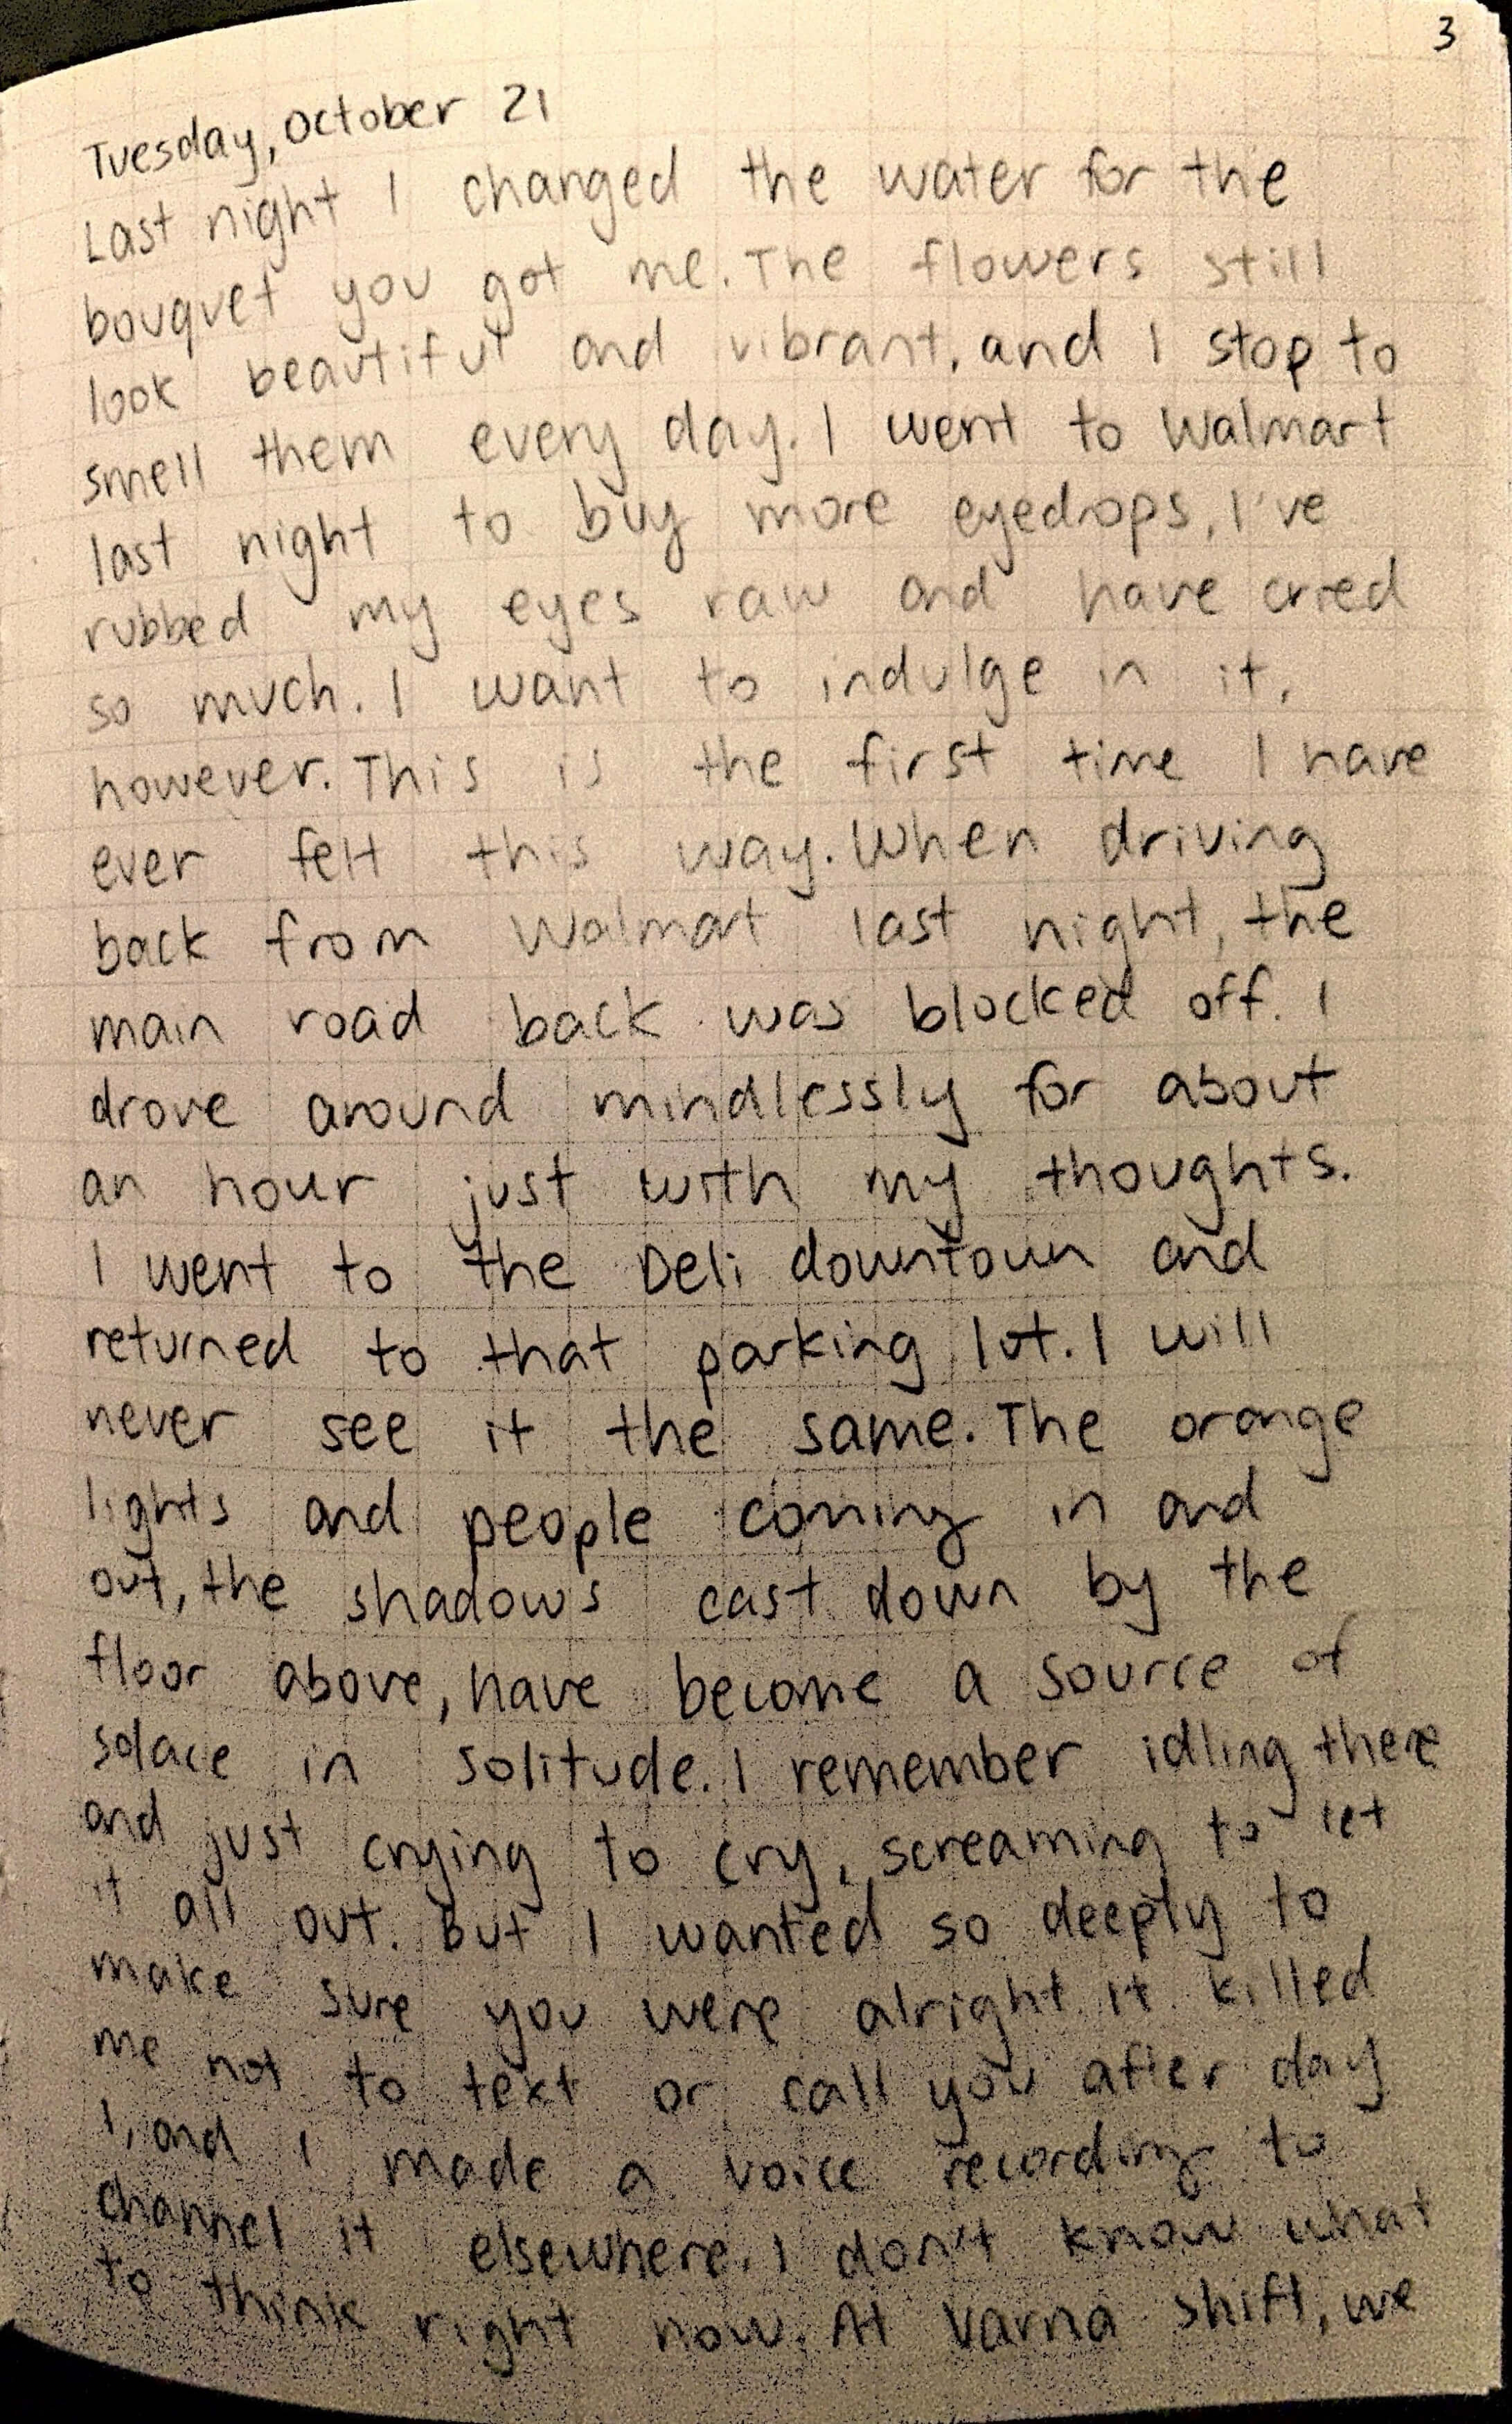 3
Tuesday, October 21
Last night I changed the water for the
bouquet you got me. The flowers still
look beautiful and vibrant, and I stop to
smell them every day. I went to Walmart
last night to buy more eyedrops, I've
rubbed my eyes raw and have cried
so much. I want to indulge in it,
however. This is the first time I have
ever felt this way. When driving
back from Walmart last night, the
main road back was blocked off. I
drove around mindlessly for about
an hour just with my thoughts.
I went to the Deli downtown and
returned to that parking lot. I will
never see it the same. The orange
lights and people coming in and
out, the shadows cast down by the
floor above, have become a source of
solace in solitude. I remember idling there
and just crying to cry, screaming to let
it all out. But I wanted so deeply to
make sure you were alright. It killed
me not to text or call you after day
1, and I made a voice recording to
channel it elsewhere. I don't know what
to think right now. At Varna shift, we